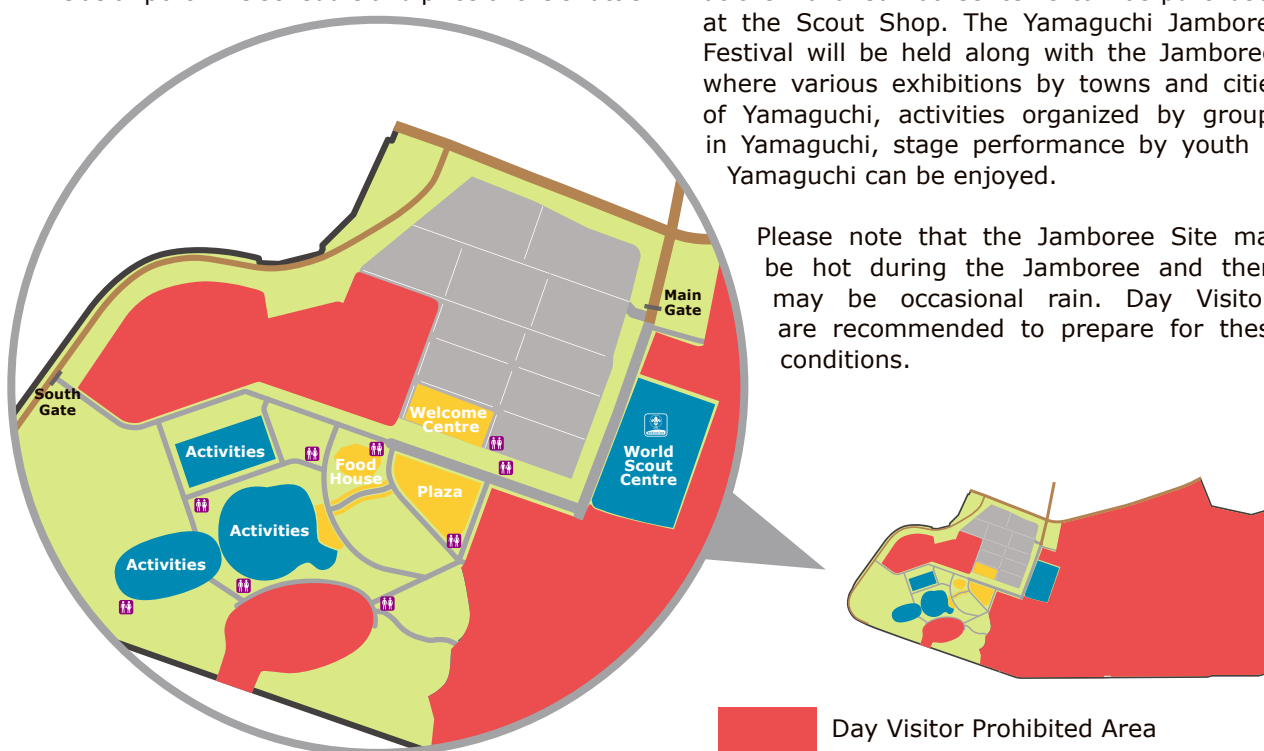 at the Scout Shop. The Yamaguchi Jambore
Festival will be held along with the Jamboree
where various exhibitions by towns and citie
of Yamaguchi, activities organized by group
in Yamaguchi, stage performance by youth
Yamaguchi can be enjoyed.
Please note that the Jamboree Site ma
be hot during the Jamboree and ther
may be occasional rain. Day Visito
are recommended to prepare for thes
conditions.
Main
Gate
South
Gate
Welcome
Centre
World
Scout
Centre
Activities
Food
House
Plaza
Activities
Activities
Day Visitor Prohibited Area